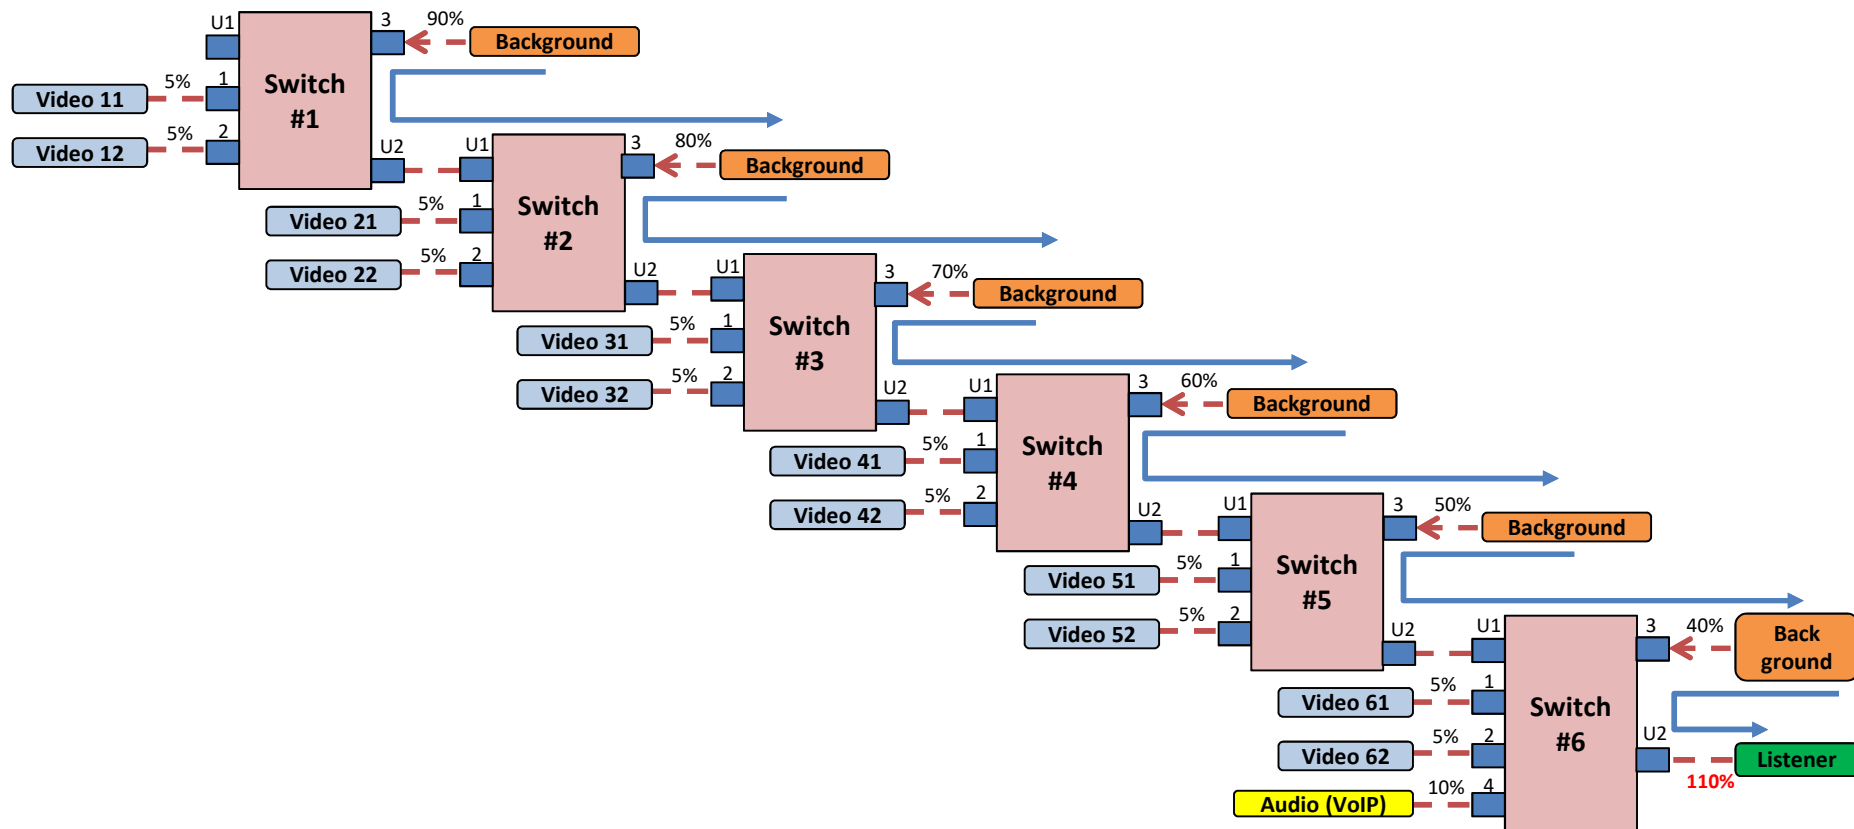 U1
3
90%
Background
Switch
#1
5%
1
Video 11
5%
2
Video 12
U2
U1
3
80%
Background
Switch
#2
5%
1
Video 21
5%
2
Video 22
U2
U1
3
70%
Background
Switch
#3
5%
1
Video 31
5%
2
Video 32
U2
U1
3
60%
Background
Switch
#4
5%
1
Video 41
5%
2
Video 42
U2
U1
3
50%
Background
Switch
#5
5%
1
Video 51
5%
2
Video 52
U2
U1
3
40%
Back
ground
Switch
#6
5%
1
Video 61
5%
2
Video 62
U2
Listener
110%
10%
4
Audio (VoIP)